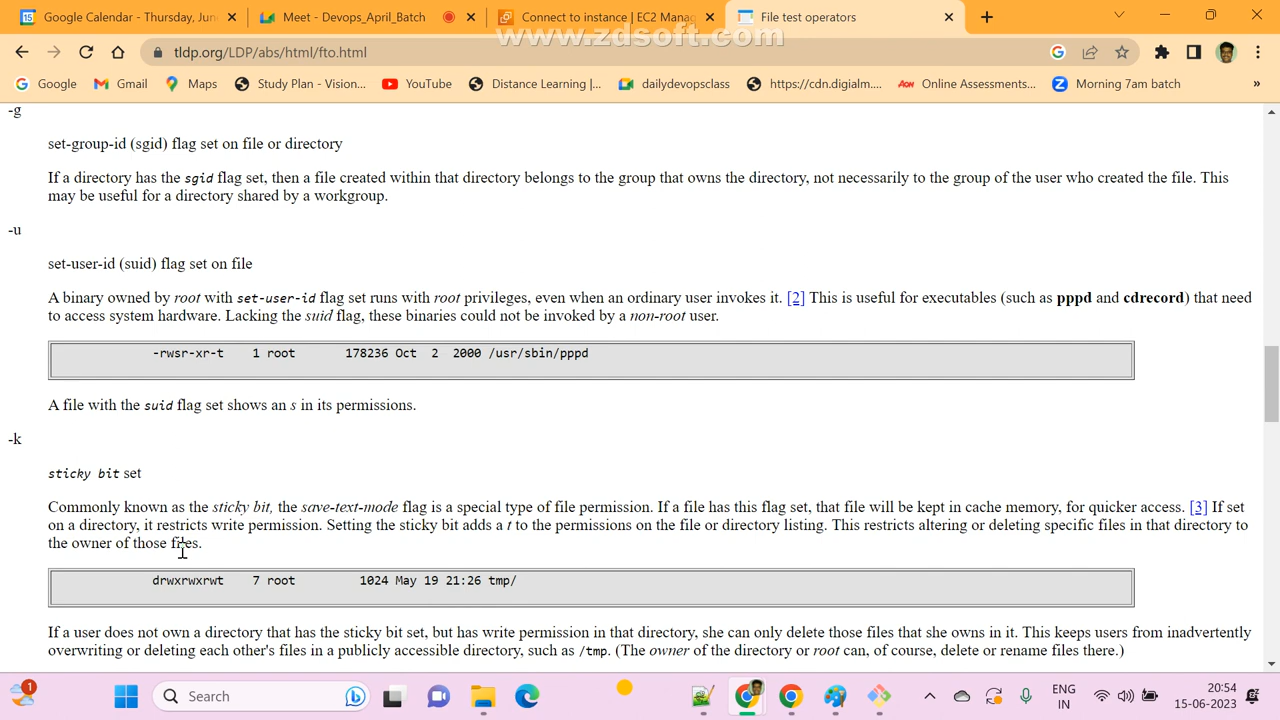 Google Calendar - Thursday, Jun
Meet - Devops_April_Batch
Connect to instance | EC2 Manag
File test operators
www.zdsoft.com
tldp.org/LDP/abs/html/fto.html
Google
Gmail
Maps
Study Plan - Vision...
YouTube
Distance Learning |...
dailydevopsclass
https://cdn.digialm....
Online Assessments...
Morning 7am batch
»
-g
set-group-id (sgid) flag set on file or directory
If a directory has the sgid flag set, then a file created within that directory belongs to the group that owns the directory, not necessarily to the group of the user who created the file. This
may be useful for a directory shared by a workgroup.
-u
set-user-id (suid) flag set on file
A binary owned by root with set-user-id flag set runs with root privileges, even when an ordinary user invokes it. [2] This is useful for executables (such as pppd and cdrecord) that need
to access system hardware. Lacking the suid flag, these binaries could not be invoked by a non-root user.
-rwsr-xr-t 1 root 178236 Oct 2 2000 /usr/sbin/pppd
A file with the suid flag set shows an s in its permissions.
-k
sticky bit set
Commonly known as the sticky bit, the save-text-mode flag is a special type of file permission. If a file has this flag set, that file will be kept in cache memory, for quicker access. [3] If set
on a directory, it restricts write permission. Setting the sticky bit adds a t to the permissions on the file or directory listing. This restricts altering or deleting specific files in that directory to
the owner of those files.
drwxrwxrwt 7 root 1024 May 19 21:26 tmp/
If a user does not own a directory that has the sticky bit set, but has write permission in that directory, she can only delete those files that she owns in it. This keeps users from inadvertently
overwriting or deleting each other's files in a publicly accessible directory, such as /tmp. (The owner of the directory or root can, of course, delete or rename files there.)
1
Search
ENG
IN
20:54
15-06-2023